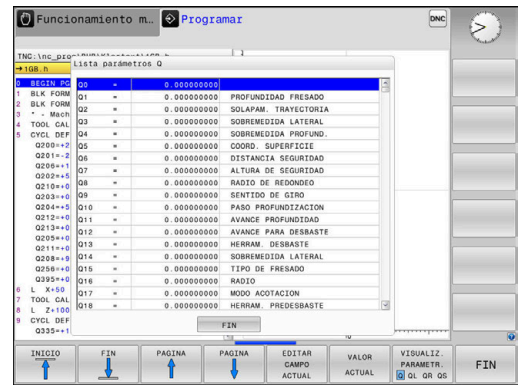 Funcionamiento m...
Programar
DNC
TNC:\nc_prog
→1GB.h
Lista parámetros Q
0 BEGIN PG
1 BLK FORM
2 BLK FORM
3 * - Mach
4 TOOL CAL
5 CYCL DEF
Q200=+2
Q201=-2
Q206=+1
Q202=+5
Q210=+0
Q203=+0
Q204=+5
Q212=+0
Q213=+0
Q205=+0
Q211=+0
Q208=+9
Q256=+0
Q395=+0
6 L X+50
7 TOOL CAL
8 L Z+100
9 CYCL DEF
Q335=+1
Q0 = 0.000000000
Q1 = 0.000000000 PROFUNDIDAD FRESADO
Q2 = 0.000000000 SOLAPAM. TRAYECTORIA
Q3 = 0.000000000 SOBREMEDIDA LATERAL
Q4 = 0.000000000 SOBREMEDIDA PROFUND.
Q5 = 0.000000000 COORD. SUPERFICIE
Q6 = 0.000000000 DISTANCIA SEGURIDAD
Q7 = 0.000000000 ALTURA DE SEGURIDAD
Q8 = 0.000000000 RADIO DE REDONDEO
Q9 = 0.000000000 SENTIDO DE GIRO
Q10 = 0.000000000 PASO PROFUNDIZACION
Q11 = 0.000000000 AVANCE PROFUNDIDAD
Q12 = 0.000000000 AVANCE PARA DESBASTE
Q13 = 0.000000000 HERRAM. DESBASTE
Q14 = 0.000000000 SOBREMEDIDA LATERAL
Q15 = 0.000000000 TIPO DE FRESADO
Q16 = 0.000000000 RADIO
Q17 = 0.000000000 MODO ACOTACION
Q18 = 0.000000000 HERRAM. PREDESBASTE
FIN
INICIO
FIN
PAGINA
PAGINA
EDITAR
CAMPO
ACTUAL
VALOR
ACTUAL
VISUALIZ.
PARAMETR.
Q QL QR QS
FIN